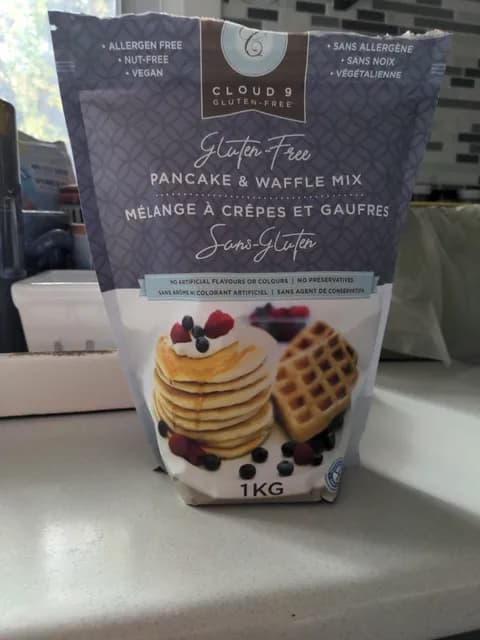 • ALLERGEN FREE
• NUT-FREE
• VEGAN
• SANS ALLERGÈNE
• SANS NOIX
• VÉGÉTALIENNE
C
CLOUD 9
GLUTEN-FREE
Gluten-Free
PANCAKE & WAFFLE MIX
MÉLANGE À CRÊPES ET GAUFRES
Sans-Gluten
NO ARTIFICIAL FLAVOURS OR COLOURS | NO PRESERVATIVES
SANS ARÔME NI COLORANT ARTIFICIEL | SANS AGENT DE CONSERVATION
1KG